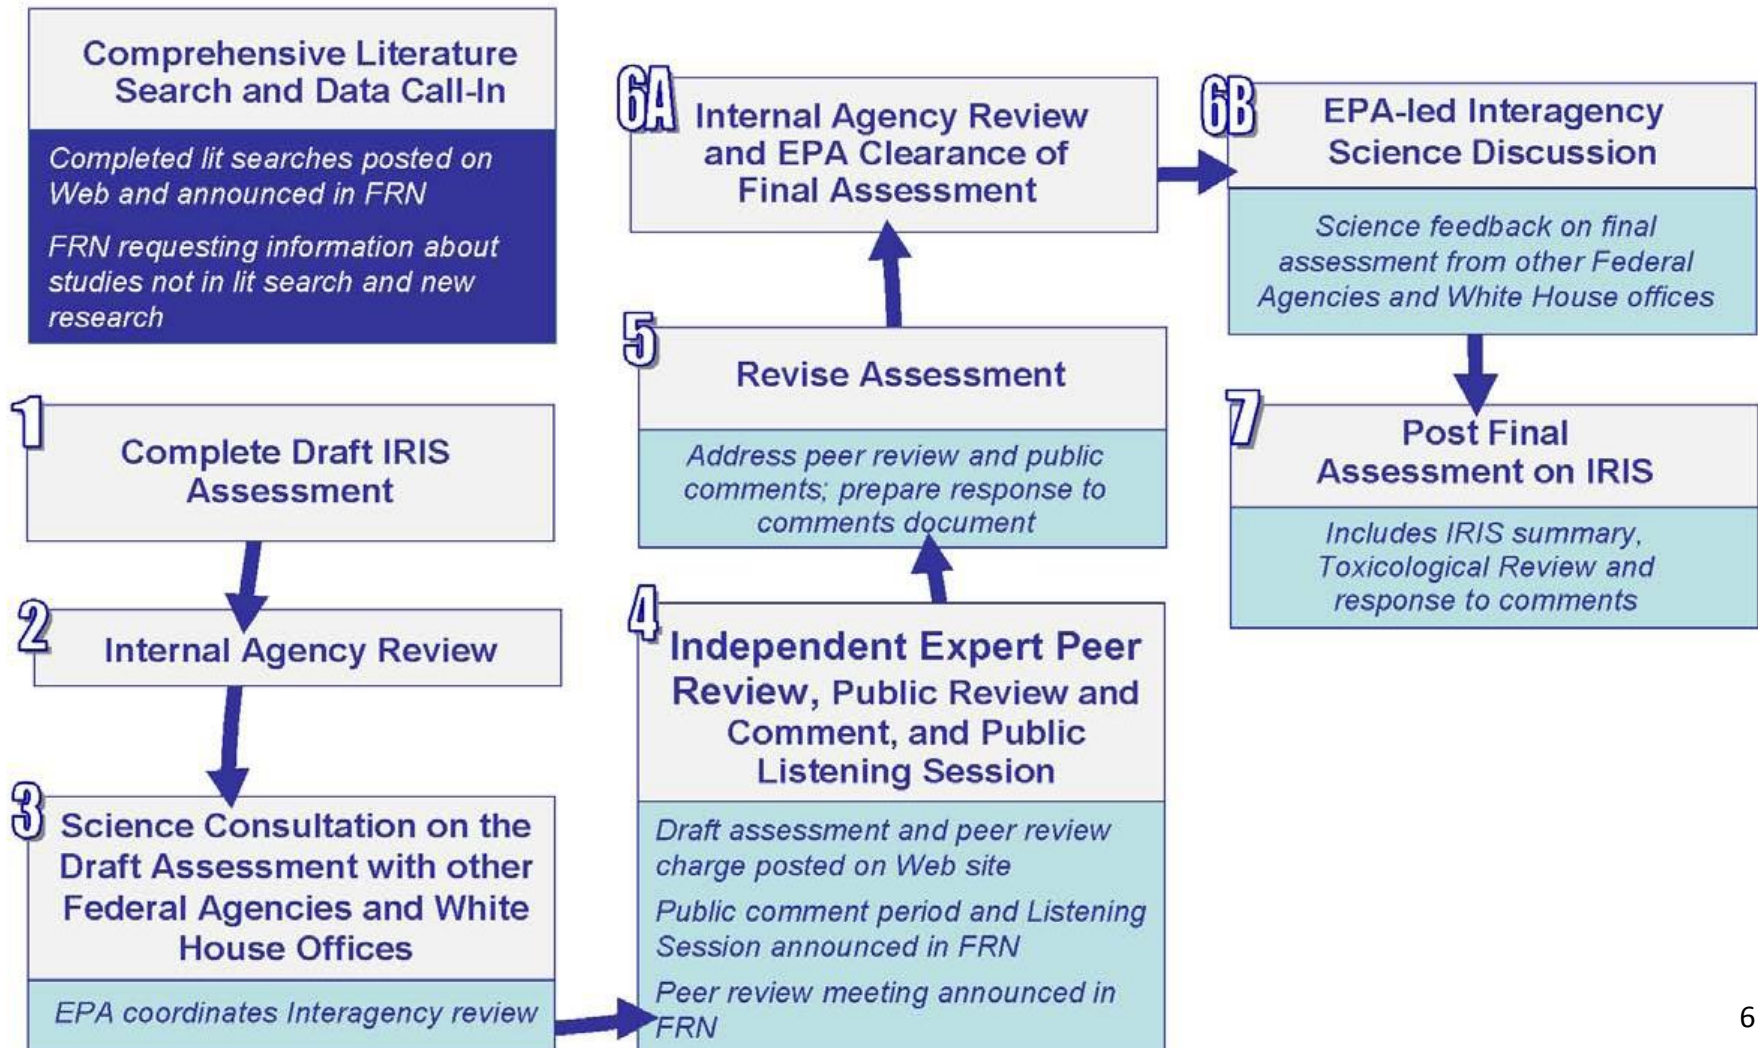 Comprehensive Literature
Search and Data Call-In
Completed lit searches posted on
Web and announced in FRN
FRN requesting information about
studies not in lit search and new
research
1
Complete Draft IRIS
Assessment
2
Internal Agency Review
3
Science Consultation on the
Draft Assessment with other
Federal Agencies and White
House Offices
EPA coordinates Interagency review
4
Independent Expert Peer
Review, Public Review and
Comment, and Public
Listening Session
Draft assessment and peer review
charge posted on Web site
Public comment period and Listening
Session announced in FRN
Peer review meeting announced in
FRN
5
Revise Assessment
Address peer review and public
comments; prepare response to
comments document
6A
Internal Agency Review
and EPA Clearance of
Final Assessment
6B
EPA-led Interagency
Science Discussion
Science feedback on final
assessment from other Federal
Agencies and White House offices
7
Post Final
Assessment on IRIS
Includes IRIS summary,
Toxicological Review and
response to comments
6